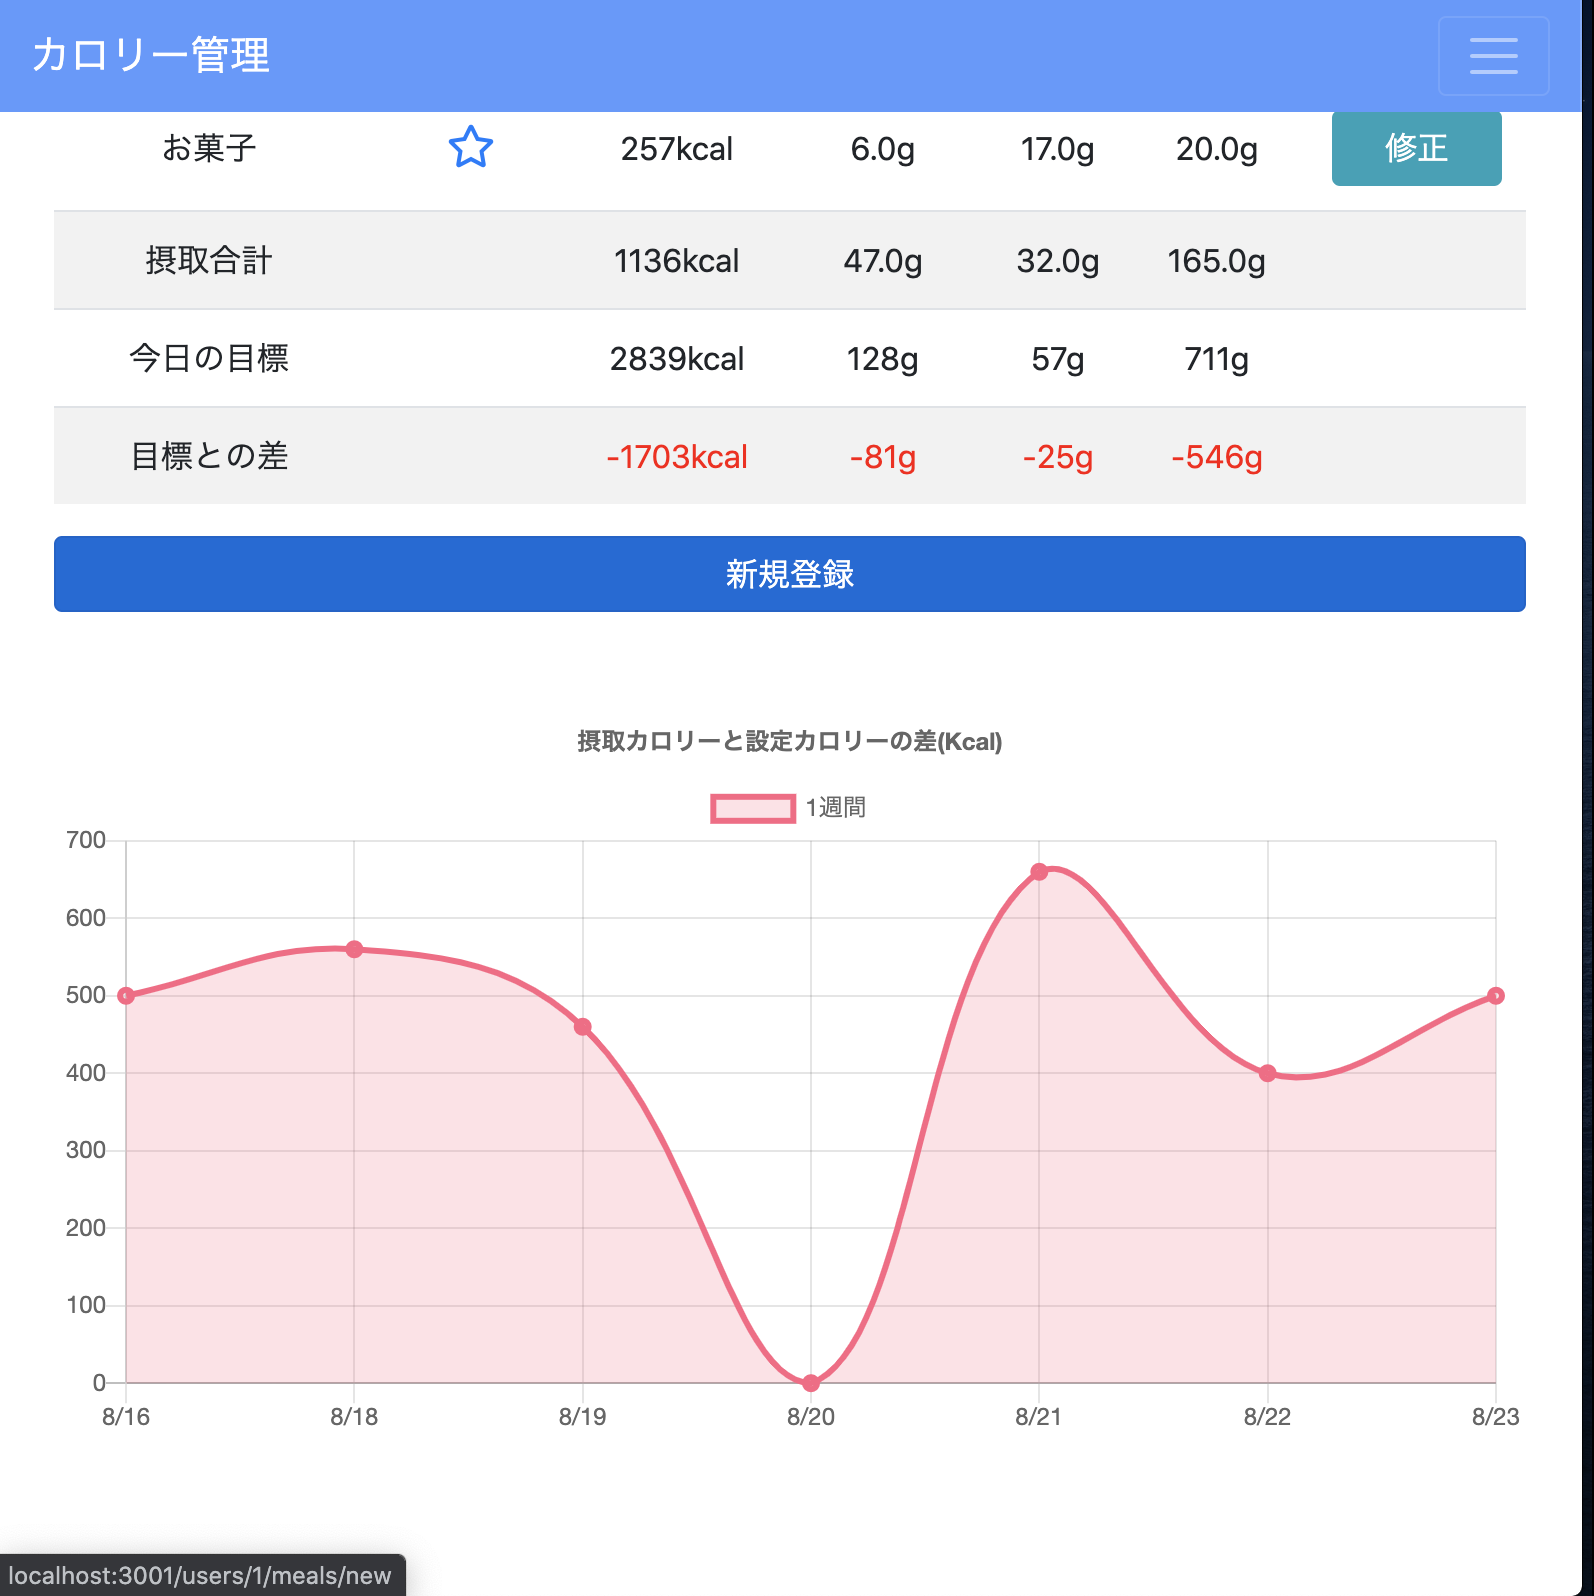 カロリー管理
お菓子 257kcal 6.0g 17.0g 20.0g 修正
摂取合計 1136kcal 47.0g 32.0g 165.0g
今日の目標 2839kcal 128g 57g 711g
目標との差 -1703kcal -81g -25g -546g
新規登録
摂取カロリーと設定カロリーの差(Kcal)
1週間
700
600
500
400
300
200
100
0
8/16 8/18 8/19 8/20 8/21 8/22 8/23
localhost:3001/users/1/meals/new